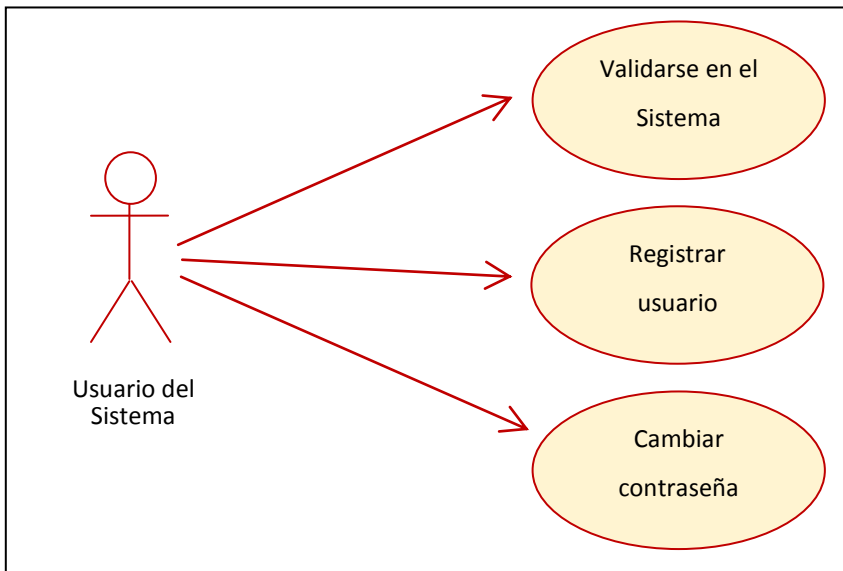 Validarse en el
Sistema
Registrar
usuario
Usuario del
Sistema
Cambiar
contraseña